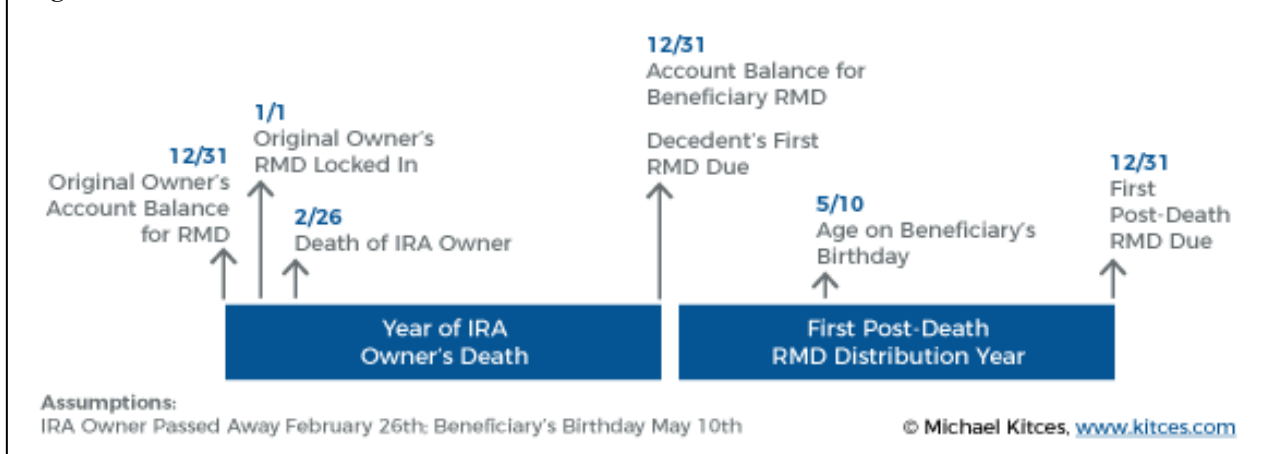 12/31
Original Owner's
Account Balance
for RMD
1/1
Original Owner's
RMD Locked In
2/26
Death of IRA Owner
12/31
Account Balance for
Beneficiary RMD
Decedent's First
RMD Due
5/10
Age on Beneficiary's
Birthday
12/31
First
Post-Death
RMD Due
Year of IRA
Owner's Death
First Post-Death
RMD Distribution Year
Assumptions:
IRA Owner Passed Away February 26th; Beneficiary's Birthday May 10th
© Michael Kitces, www.kitces.com